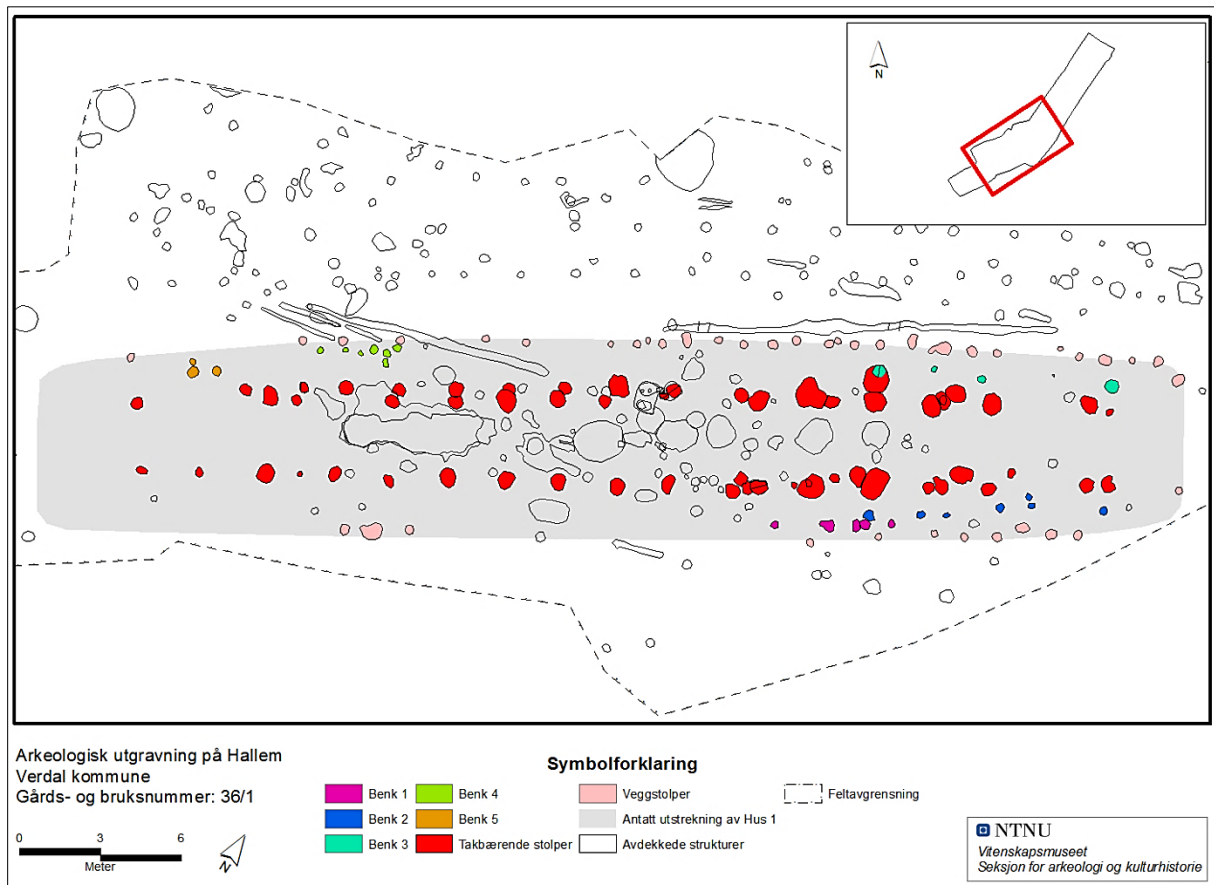 N
Arkeologisk utgravning på Hallem
Verdal kommune
Gårds- og bruksnummer: 36/1
0 3 6
Meter
N
Symbolforklaring
Benk 1
Benk 2
Benk 3
Benk 4
Benk 5
Takbærende stolper
Veggstolper
Antatt utstrekning av Hus 1
Avdekkede strukturer
Feltavgrensning
NTNU
Vitenskapsmuseet
Seksjon for arkeologi og kulturhistorie